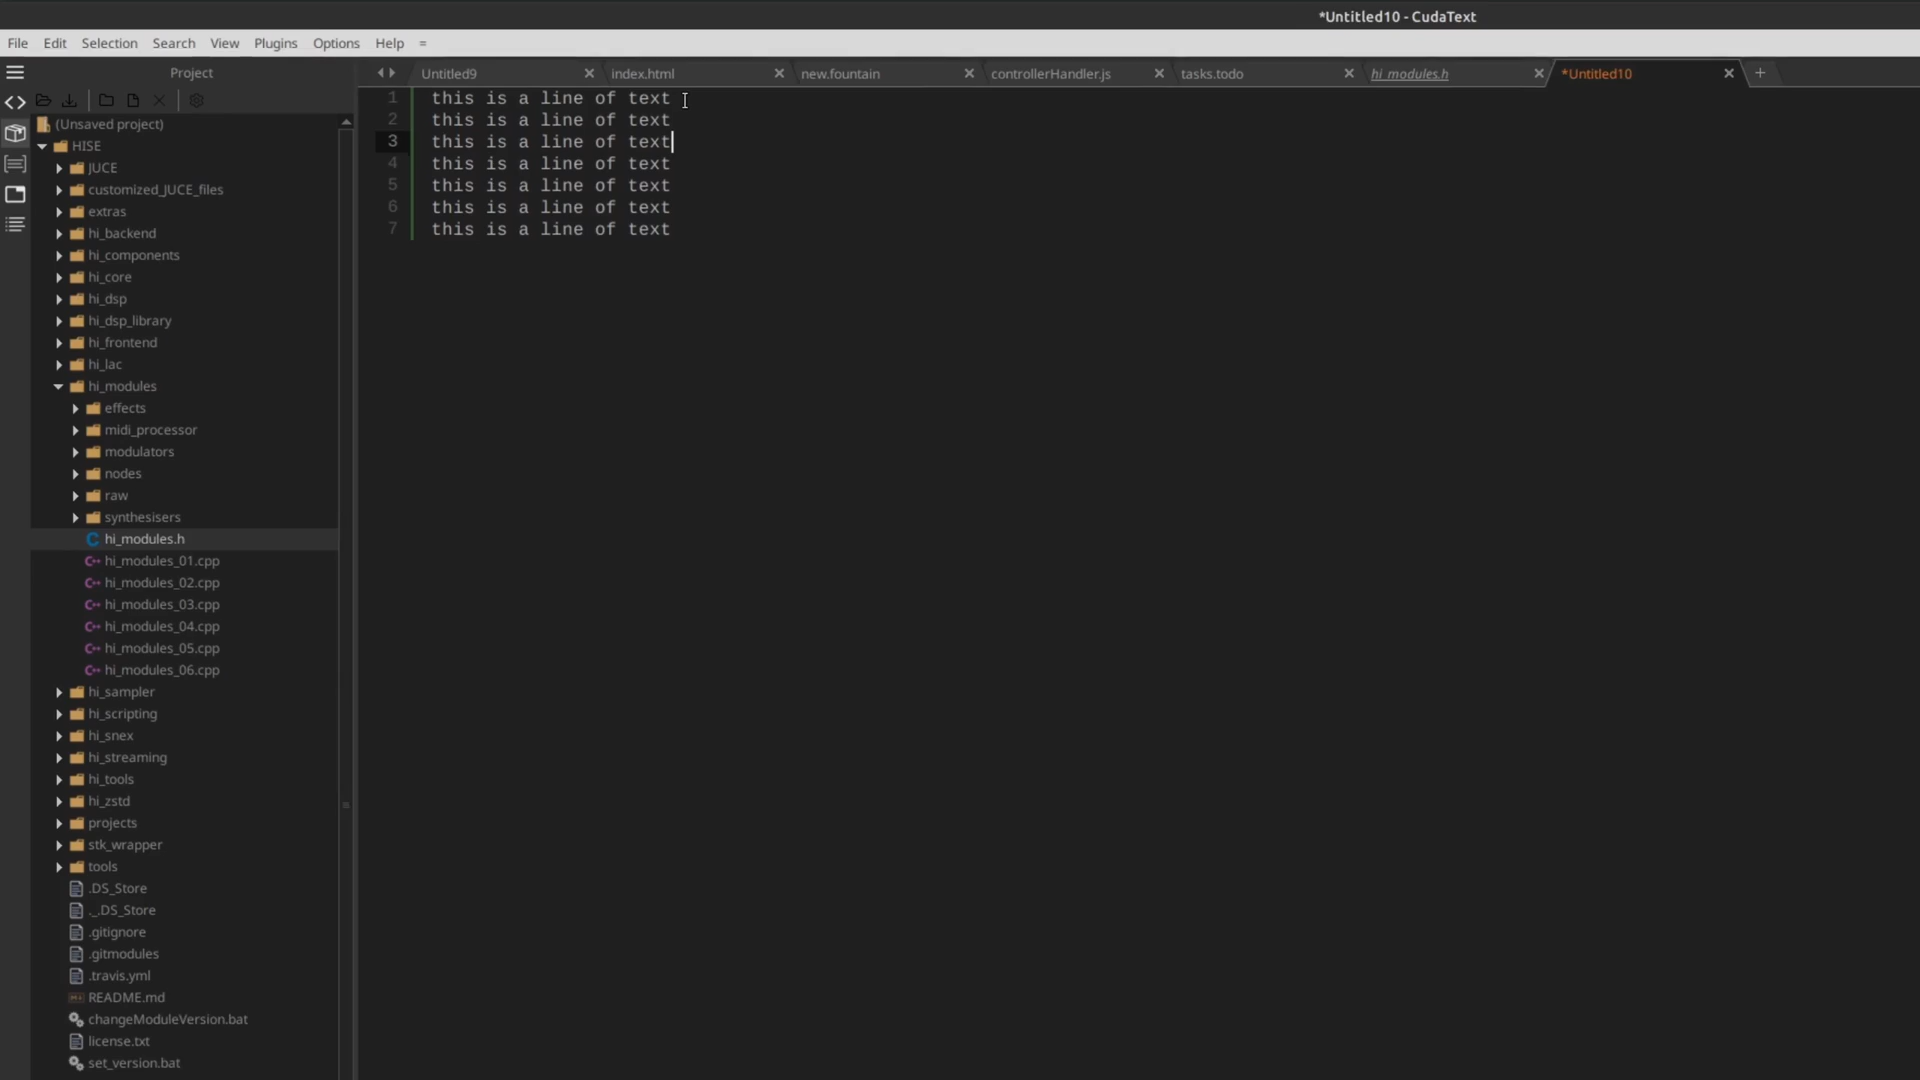 *Untitled10 - CudaText
File Edit Selection Search View Plugins Options Help =
Project
Untitled9 index.html new.fountain controllerHandler.js tasks.todo hi_modules.h *Untitled10
(Unsaved project)
HISE
JUCE
customized_JUCE_files
extras
hi_backend
hi_components
hi_core
hi_dsp
hi_dsp_library
hi_frontend
hi_lac
hi_modules
effects
midi_processor
modulators
nodes
raw
synthesisers
hi_modules.h
hi_modules_01.cpp
hi_modules_02.cpp
hi_modules_03.cpp
hi_modules_04.cpp
hi_modules_05.cpp
hi_modules_06.cpp
hi_sampler
hi_scripting
hi_snex
hi_streaming
hi_tools
hi_zstd
projects
stk_wrapper
tools
.DS_Store
._.DS_Store
.gitignore
.gitmodules
.travis.yml
README.md
changeModuleVersion.bat
license.txt
set_version.bat
1 this is a line of text
2 this is a line of text
3 this is a line of text
4 this is a line of text
5 this is a line of text
6 this is a line of text
7 this is a line of text